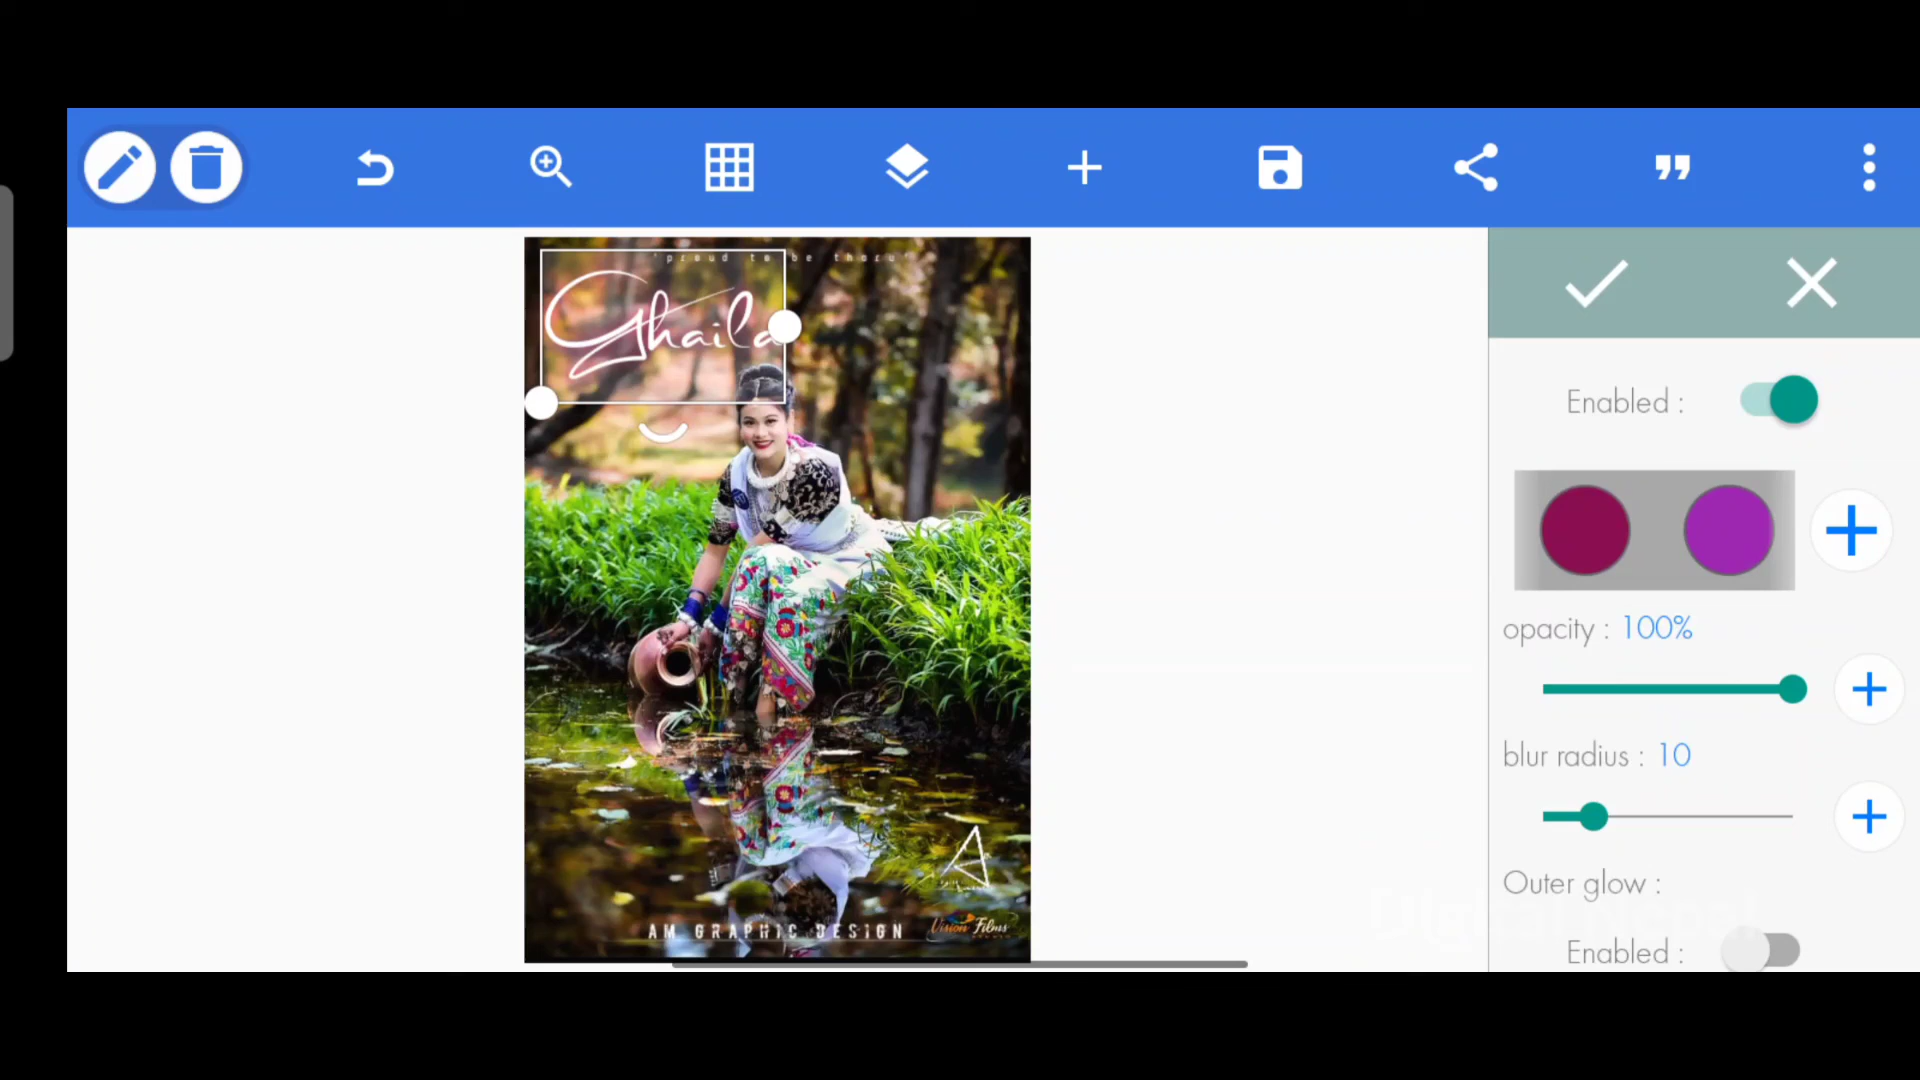 'proud to be tharu'
Ghaila
Enabled :
opacity : 100%
blur radius : 10
Outer glow :
Enabled :
AM GRAPHIC DESIGN
Vision Films